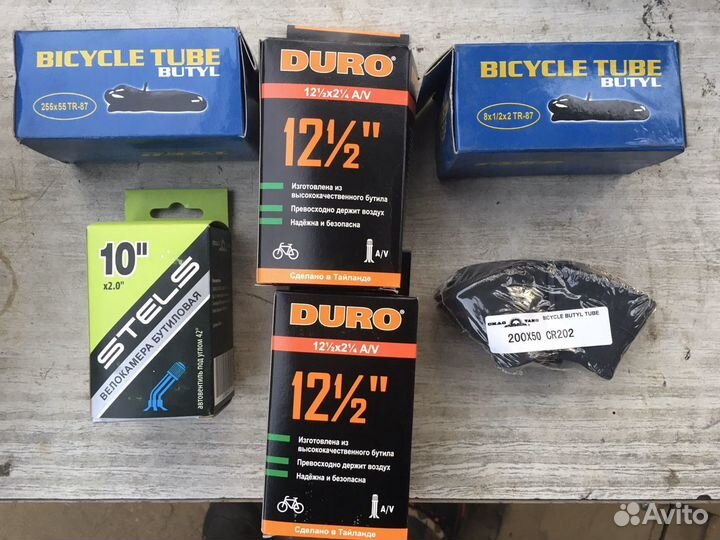 BICYCLE TUBE
BUTYL
255x55 TR-87
DURO
12½x2¼ A/V
12½"
Изготовлена из
высококачественного бутила
Превосходно держит воздух
Надёжна и безопасна
A/V
Сделано в Тайланде
BICYCLE TUBE
BUTYL
8x1/2x2 TR-87
10"
x2.0"
STELS
ВЕЛОКАМЕРА БУТИЛОВАЯ
автовентиль под углом 42°
DURO
12½x2¼ A/V
12½"
Изготовлена из
высококачественного бутила
Превосходно держит воздух
Надёжна и безопасна
A/V
Сделано в Тайланде
CHAO YANG BICYCLE BUTYL TUBE
200X50 CR202
Avito